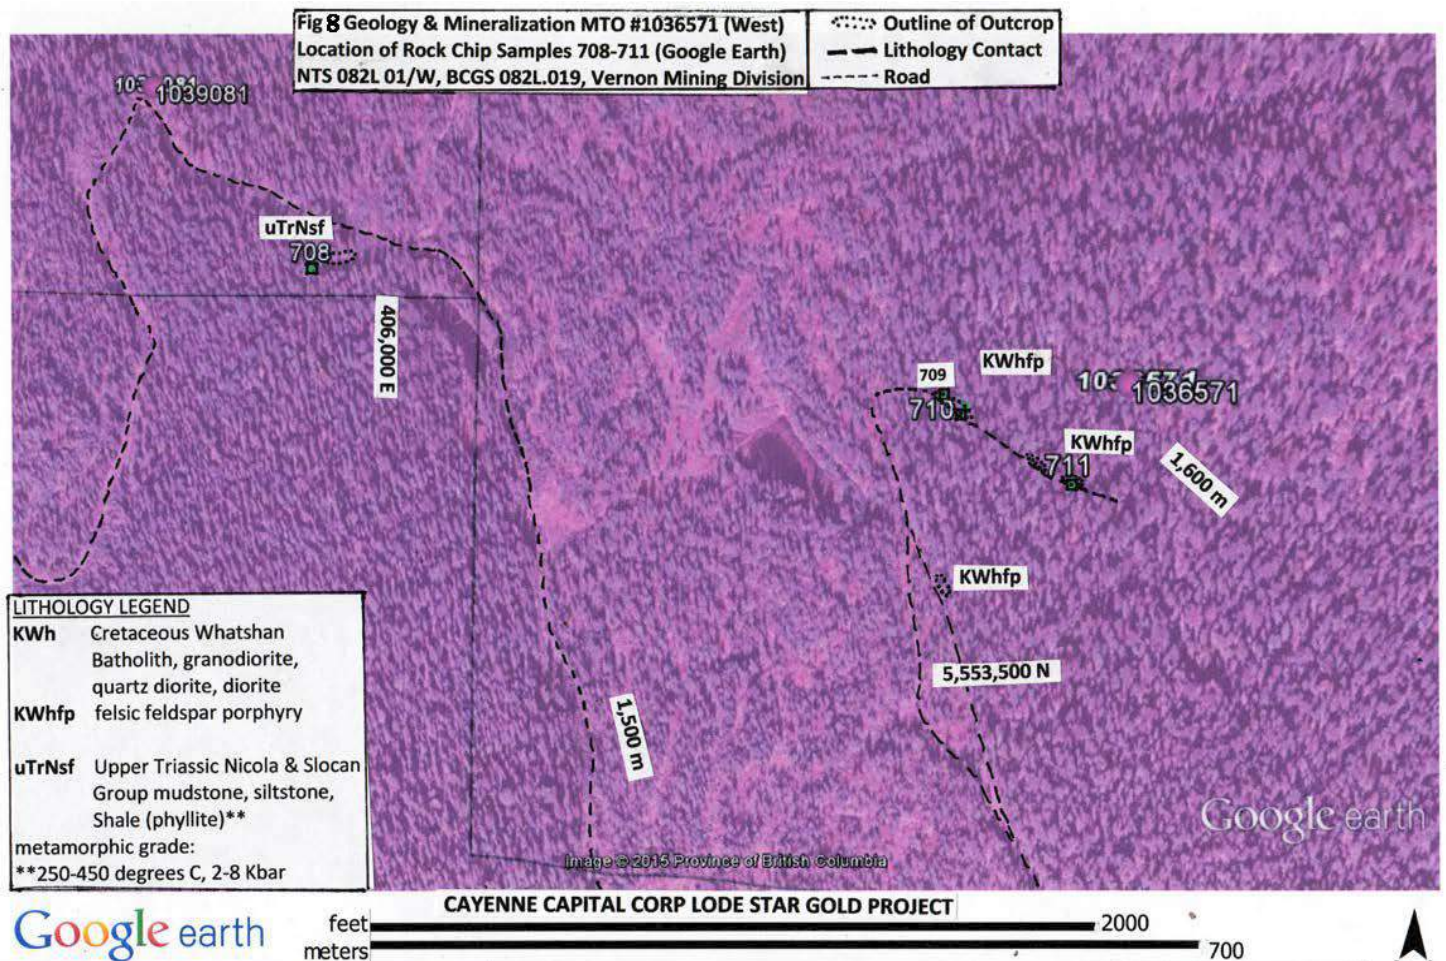 Fig 8 Geology & Mineralization MTO #1036571 (West)
Location of Rock Chip Samples 708-711 (Google Earth)
NTS 082L 01/W, BCGS 082L.019, Vernon Mining Division
Outline of Outcrop
Lithology Contact
Road
1039081
uTrNsf
708
406,000 E
709
KWhfp
710
1036571
KWhfp
711
1,600 m
KWhfp
5,553,500 N
1,500 m
LITHOLOGY LEGEND
KWh Cretaceous Whatshan
Batholith, granodiorite,
quartz diorite, diorite
KWhfp felsic feldspar porphyry
uTrNsf Upper Triassic Nicola & Slocan
Group mudstone, siltstone,
Shale (phyllite)**
metamorphic grade:
**250-450 degrees C, 2-8 Kbar
Google earth
Image © 2015 Province of British Columbia
CAYENNE CAPITAL CORP LODE STAR GOLD PROJECT
Google earth
feet 2000
meters 700